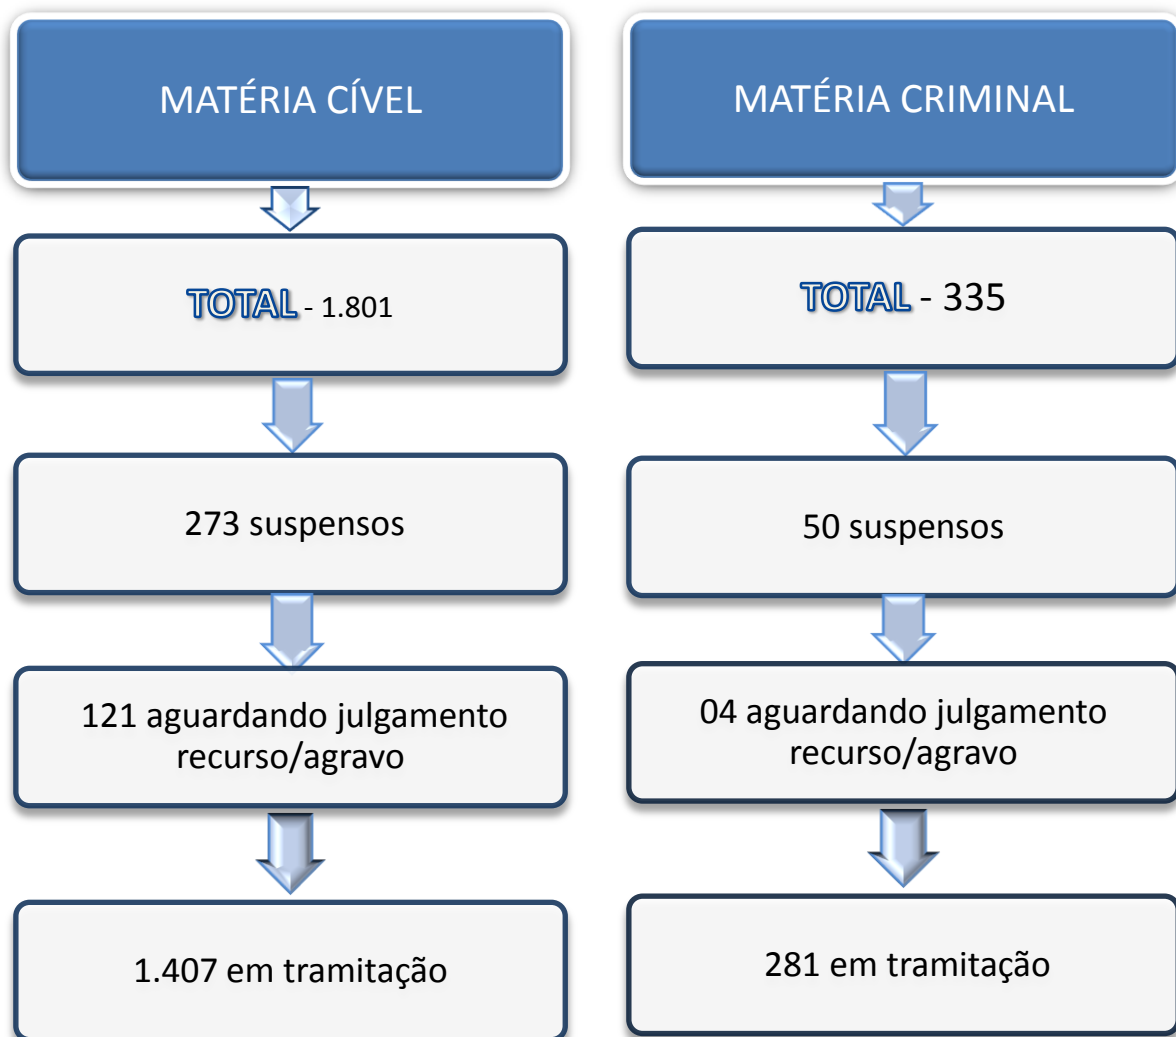 MATÉRIA CÍVEL
TOTAL - 1.801
273 suspensos
121 aguardando julgamento
recurso/agravo
1.407 em tramitação
MATÉRIA CRIMINAL
TOTAL - 335
50 suspensos
04 aguardando julgamento
recurso/agravo
281 em tramitação